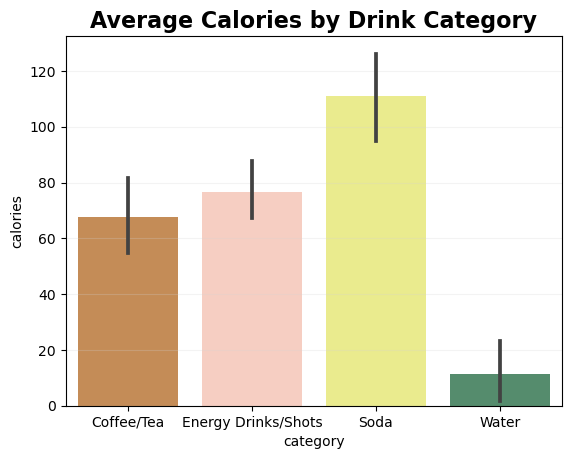 Average Calories by Drink Category
calories
120
100
80
60
40
20
0
Coffee/Tea Energy Drinks/Shots Soda Water
category